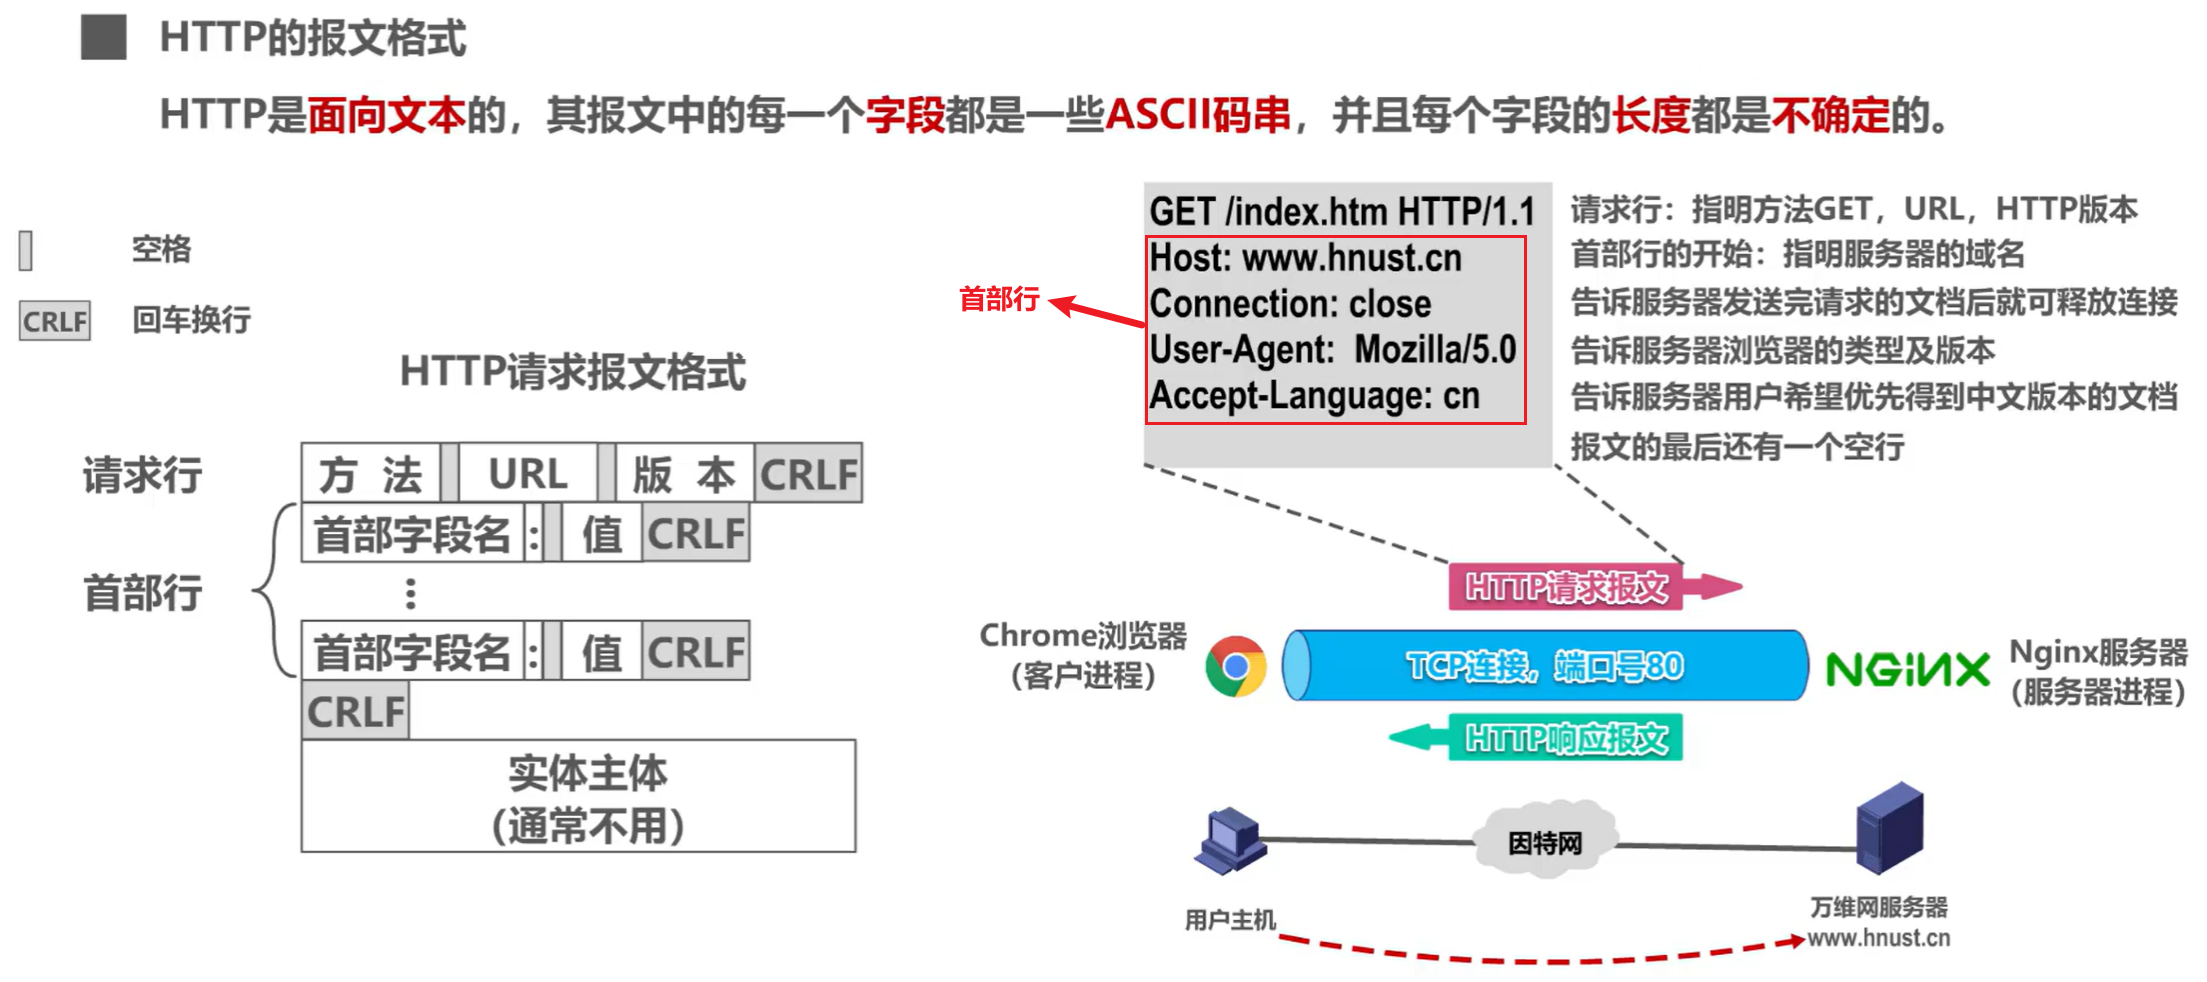 HTTP的报文格式
HTTP是面向文本的，其报文中的每一个字段都是一些ASCII码串，并且每个字段的长度都是不确定的。
空格
CRLF 回车换行
HTTP请求报文格式
请求行 方 法 URL 版 本 CRLF
首部行
首部字段名 : 值 CRLF
⋮
首部字段名 : 值 CRLF
CRLF
实体主体
（通常不用）
首部行
GET /index.htm HTTP/1.1
Host: www.hnust.cn
Connection: close
User-Agent: Mozilla/5.0
Accept-Language: cn
请求行：指明方法GET，URL，HTTP版本
首部行的开始：指明服务器的域名
告诉服务器发送完请求的文档后就可释放连接
告诉服务器浏览器的类型及版本
告诉服务器用户希望优先得到中文版本的文档
报文的最后还有一个空行
HTTP请求报文
Chrome浏览器
（客户进程）
TCP连接，端口号80
NGINX
Nginx服务器
（服务器进程）
HTTP响应报文
因特网
用户主机
万维网服务器
www.hnust.cn